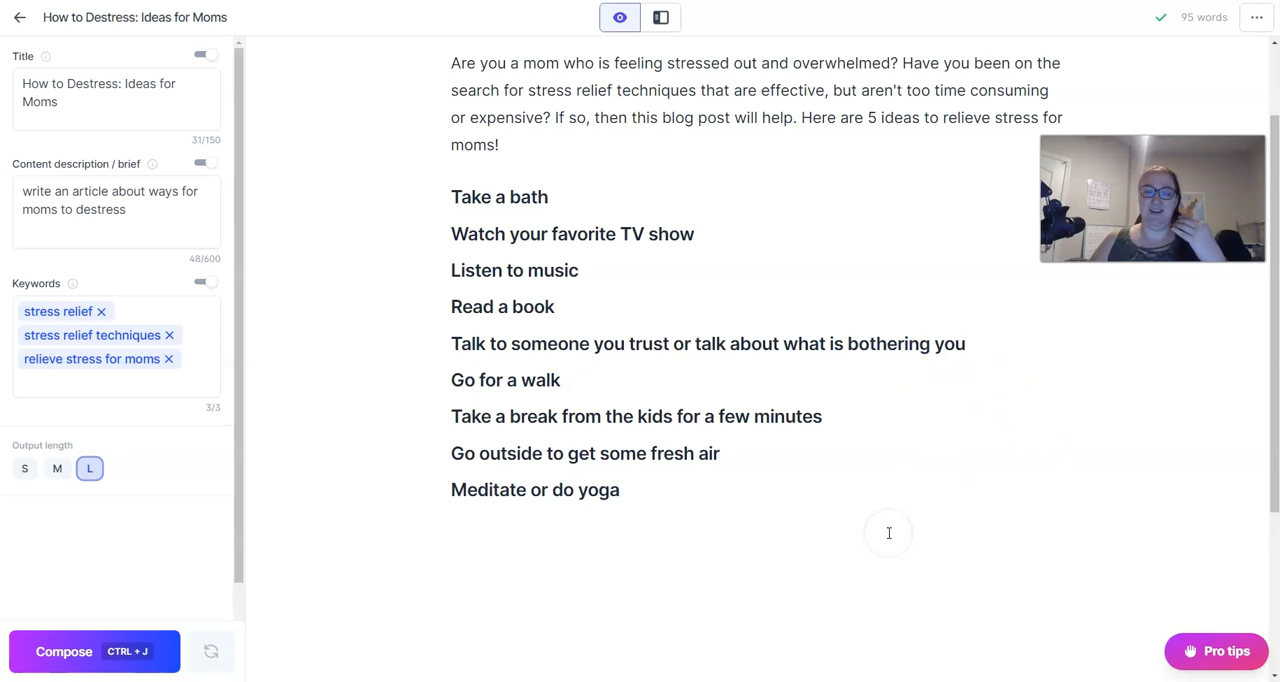 How to Destress: Ideas for Moms
95 words
Title
How to Destress: Ideas for
Moms
31/150
Content description / brief
write an article about ways for
moms to destress
48/600
Keywords
stress relief
stress relief techniques
relieve stress for moms
3/3
Output length
S M L
Compose CTRL + J
Are you a mom who is feeling stressed out and overwhelmed? Have you been on the
search for stress relief techniques that are effective, but aren't too time consuming
or expensive? If so, then this blog post will help. Here are 5 ideas to relieve stress for
moms!
Take a bath
Watch your favorite TV show
Listen to music
Read a book
Talk to someone you trust or talk about what is bothering you
Go for a walk
Take a break from the kids for a few minutes
Go outside to get some fresh air
Meditate or do yoga
Pro tips